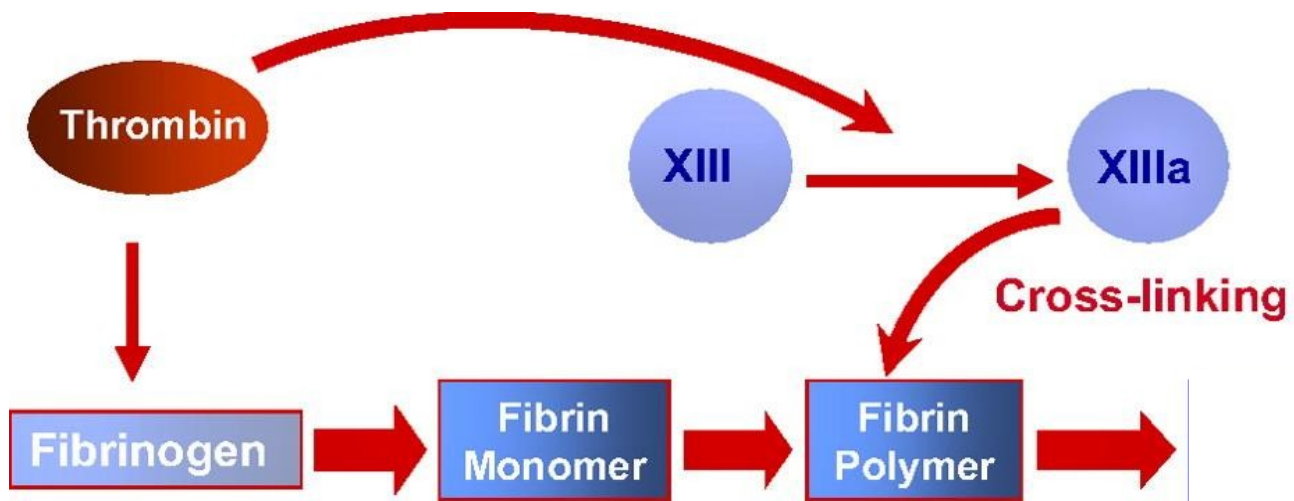 Thrombin
XIII
XIIIa
Cross-linking
Fibrinogen
Fibrin
Monomer
Fibrin
Polymer